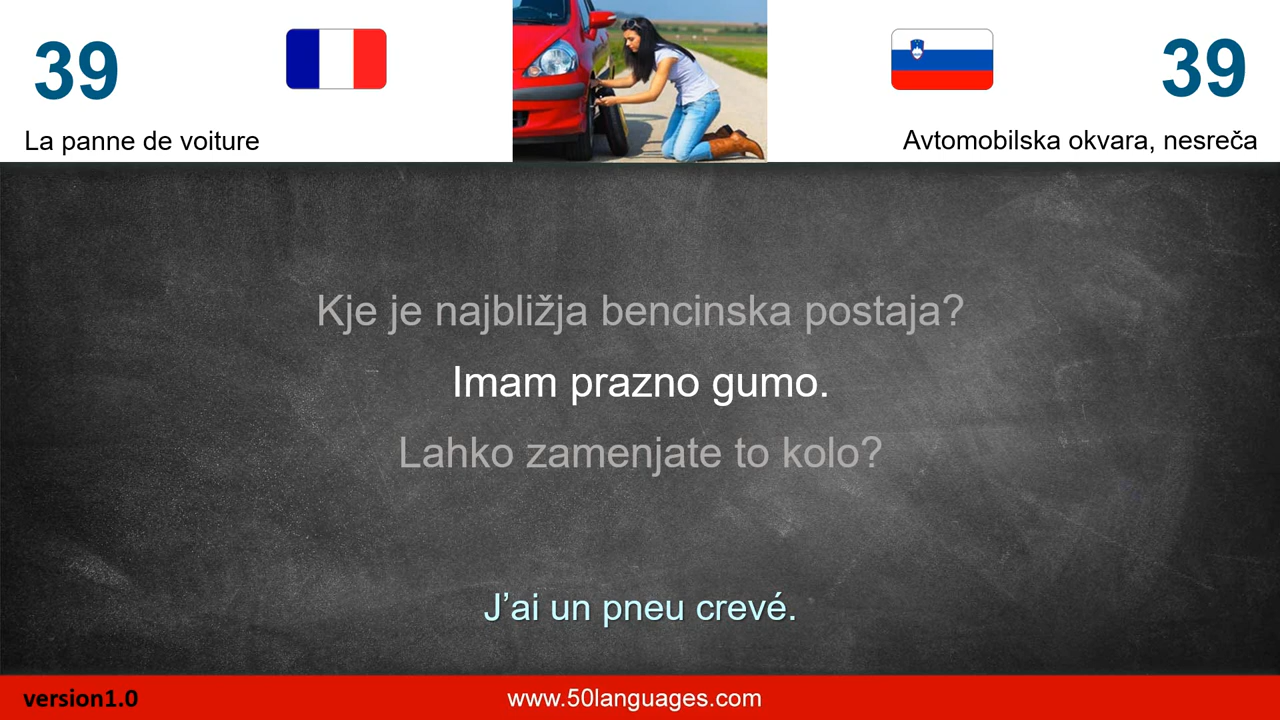 39
39
La panne de voiture
Avtomobilska okvara, nesreča
Kje je najbližja bencinska postaja?
Imam prazno gumo.
Lahko zamenjate to kolo?
J’ai un pneu crevé.
version1.0
www.50languages.com